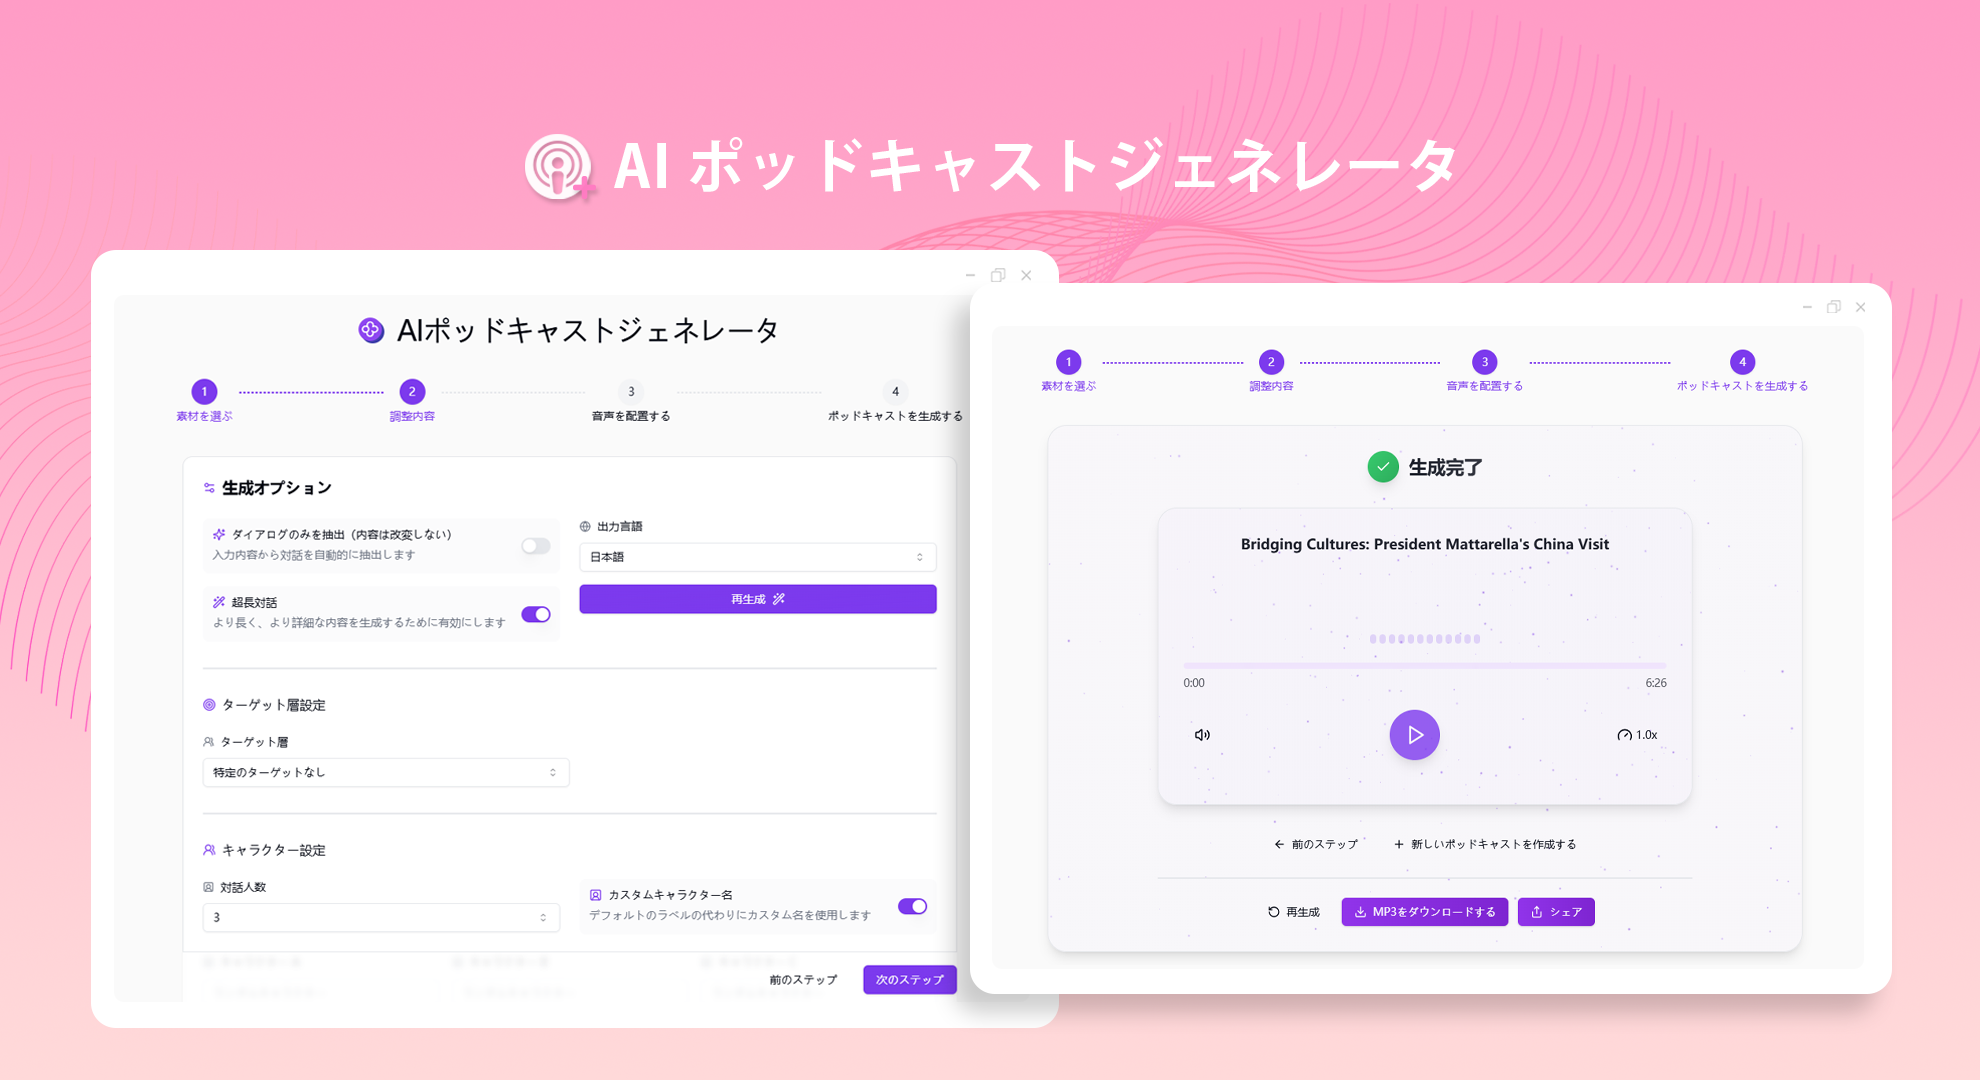 AI ポッドキャストジェネレータ
AIポッドキャストジェネレータ
1
2
3
4
素材を選ぶ
調整内容
音声を配置する
ポッドキャストを生成する
生成オプション
ダイアログのみを抽出（内容は改変しない）
入力内容から対話を自動的に抽出します
超長対話
より長く、より詳細な内容を生成するために有効にします
出力言語
日本語
再生成
ターゲット層設定
ターゲット層
特定のターゲットなし
キャラクター設定
対話人数
3
カスタムキャラクター名
デフォルトのラベルの代わりにカスタム名を使用します
前のステップ
次のステップ
1
2
3
4
素材を選ぶ
調整内容
音声を配置する
ポッドキャストを生成する
生成完了
Bridging Cultures: President Mattarella's China Visit
0:00
6:26
1.0x
前のステップ
新しいポッドキャストを作成する
再生成
MP3をダウンロードする
シェア